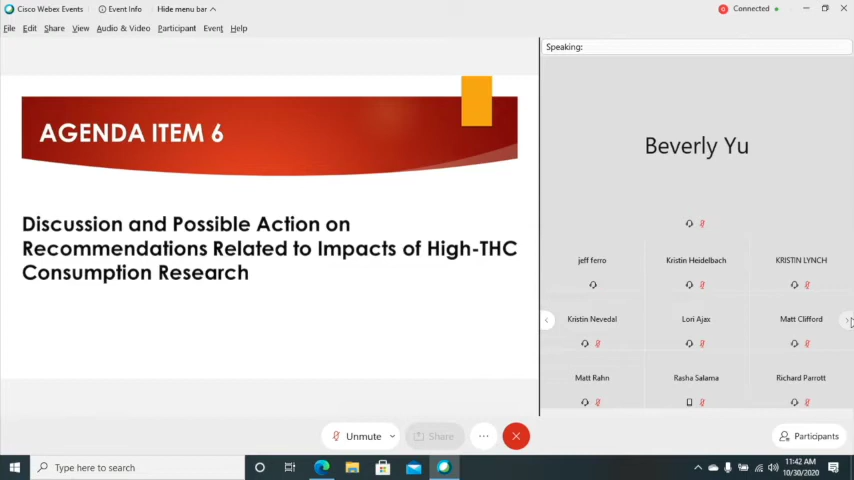 Cisco Webex Events
Event Info
Hide menu bar
Connected
File Edit Share View Audio & Video Participant Event Help
Speaking:
AGENDA ITEM 6
Discussion and Possible Action on
Recommendations Related to Impacts of High-THC
Consumption Research
Beverly Yu
jeff ferro
Kristin Heidelbach
KRISTIN LYNCH
Kristin Nevedal
Lori Ajax
Matt Clifford
Matt Rahn
Rasha Salama
Richard Parrott
Unmute
Share
Participants
Type here to search
11:42 AM
10/30/2020